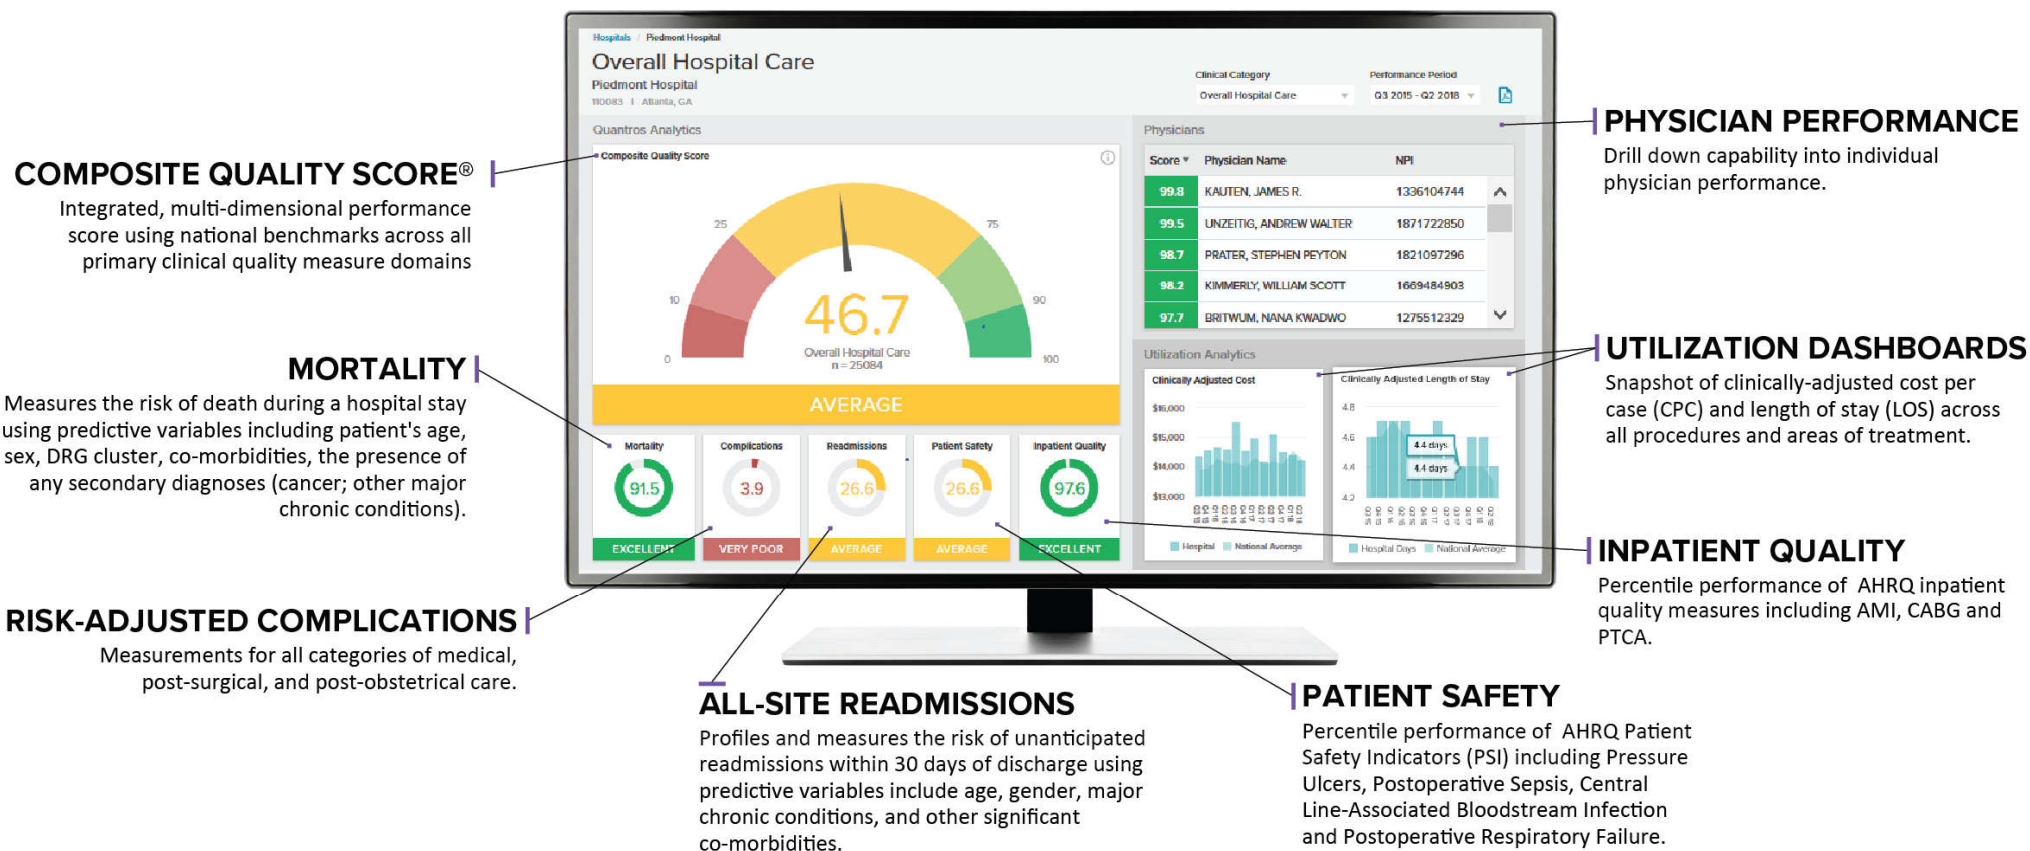 Hospitals / Piedmont Hospital
Overall Hospital Care
Piedmont Hospital
110083 | Atlanta, GA
Clinical Category
Overall Hospital Care
Performance Period
Q3 2015 - Q2 2018
Quantros Analytics
Composite Quality Score
0
10
25
75
90
100
46.7
Overall Hospital Care
n = 25084
AVERAGE
Mortality
91.5
EXCELLENT
Complications
3.9
VERY POOR
Readmissions
26.6
AVERAGE
Patient Safety
26.6
AVERAGE
Inpatient Quality
97.6
EXCELLENT
Physicians
Score Physician Name NPI
99.8 KAUTEN, JAMES R. 1336104744
99.5 UNZEITIG, ANDREW WALTER 1871722850
98.7 PRATER, STEPHEN PEYTON 1821097296
98.2 KIMMERLY, WILLIAM SCOTT 1669484903
97.7 BRITWUM, NANA KWADWO 1275512329
Utilization Analytics
Clinically Adjusted Cost
$16,000
$15,000
$14,000
$13,000
Hospital National Average
Clinically Adjusted Length of Stay
4.8
4.6
4.4
4.2
4.4 days
4.4 days
Hospital Days National Average
COMPOSITE QUALITY SCORE®
Integrated, multi-dimensional performance
score using national benchmarks across all
primary clinical quality measure domains
MORTALITY
Measures the risk of death during a hospital stay
using predictive variables including patient's age,
sex, DRG cluster, co-morbidities, the presence of
any secondary diagnoses (cancer; other major
chronic conditions).
RISK-ADJUSTED COMPLICATIONS
Measurements for all categories of medical,
post-surgical, and post-obstetrical care.
ALL-SITE READMISSIONS
Profiles and measures the risk of unanticipated
readmissions within 30 days of discharge using
predictive variables include age, gender, major
chronic conditions, and other significant
co-morbidities.
PATIENT SAFETY
Percentile performance of AHRQ Patient
Safety Indicators (PSI) including Pressure
Ulcers, Postoperative Sepsis, Central
Line-Associated Bloodstream Infection
and Postoperative Respiratory Failure.
INPATIENT QUALITY
Percentile performance of AHRQ inpatient
quality measures including AMI, CABG and
PTCA.
UTILIZATION DASHBOARDS
Snapshot of clinically-adjusted cost per
case (CPC) and length of stay (LOS) across
all procedures and areas of treatment.
PHYSICIAN PERFORMANCE
Drill down capability into individual
physician performance.